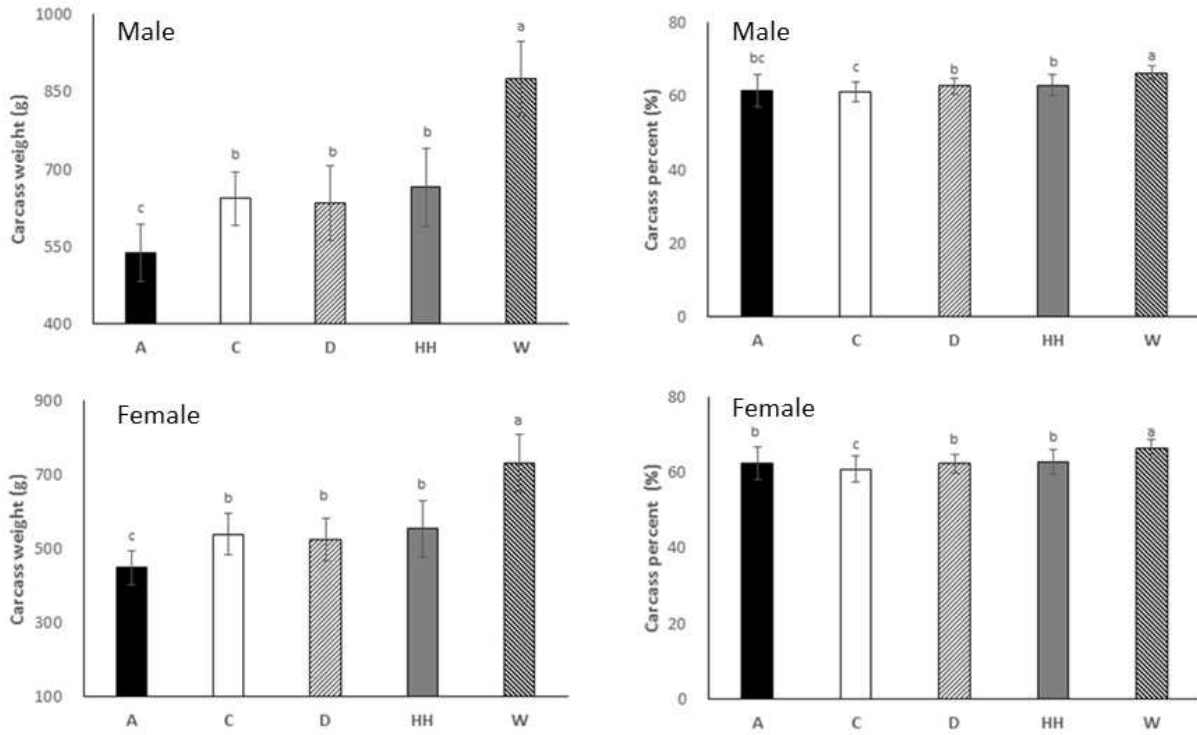 Male
Carcass weight (g)
1000
850
700
550
400
c
b
b
b
a
A C D HH W
Male
Carcass percent (%)
80
60
40
20
0
bc
c
b
b
a
A C D HH W
Female
Carcass weight (g)
900
700
500
300
100
c
b
b
b
a
A C D HH W
Female
Carcass percent (%)
80
60
40
20
0
b
c
b
b
a
A C D HH W